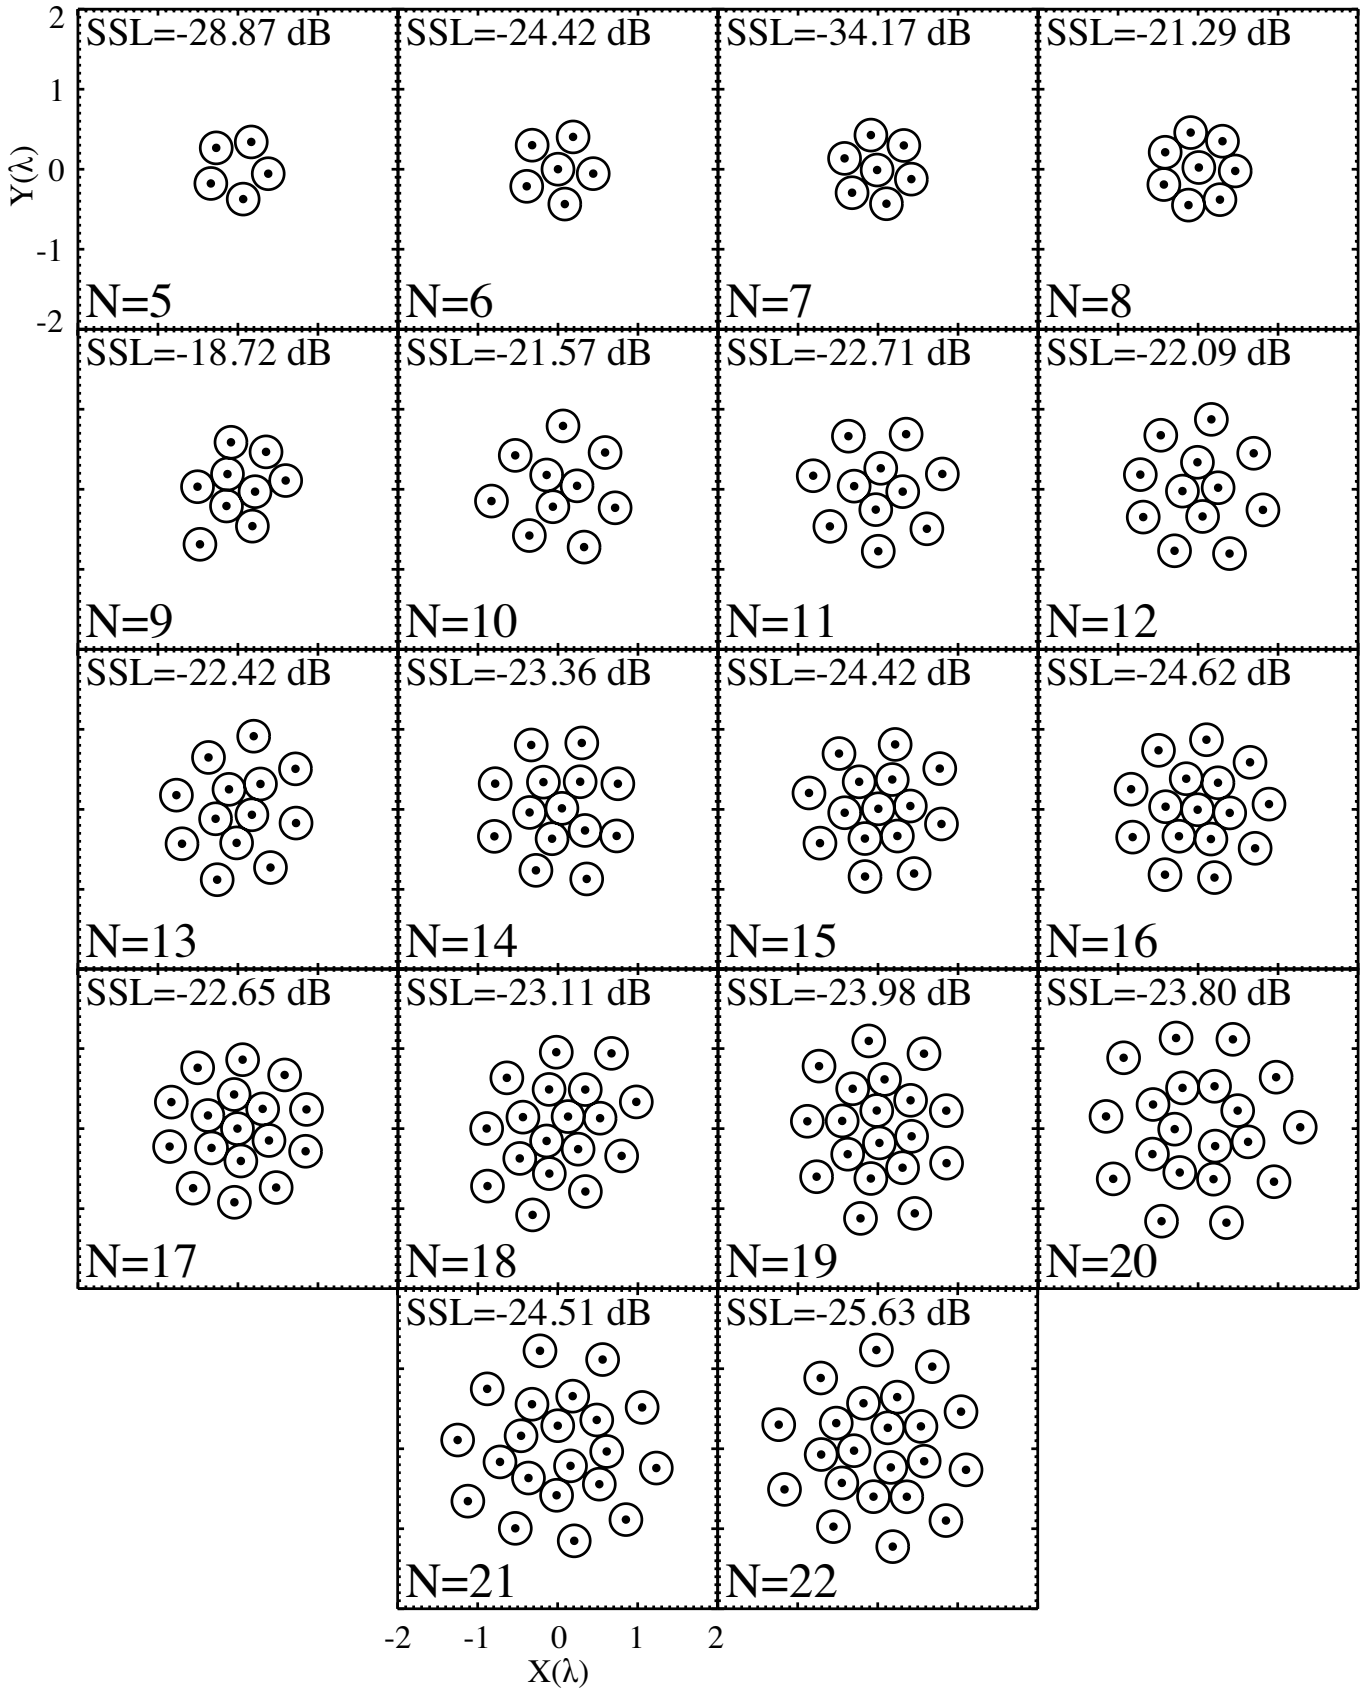 2
SSL=-28.87 dB
SSL=-24.42 dB
SSL=-34.17 dB
SSL=-21.29 dB
1
Y(λ)
0
-1
N=5
N=6
N=7
N=8
-2
SSL=-18.72 dB
SSL=-21.57 dB
SSL=-22.71 dB
SSL=-22.09 dB
N=9
N=10
N=11
N=12
SSL=-22.42 dB
SSL=-23.36 dB
SSL=-24.42 dB
SSL=-24.62 dB
N=13
N=14
N=15
N=16
SSL=-22.65 dB
SSL=-23.11 dB
SSL=-23.98 dB
SSL=-23.80 dB
N=17
N=18
N=19
N=20
SSL=-24.51 dB
SSL=-25.63 dB
N=21
N=22
-2 -1 0 1 2
X(λ)